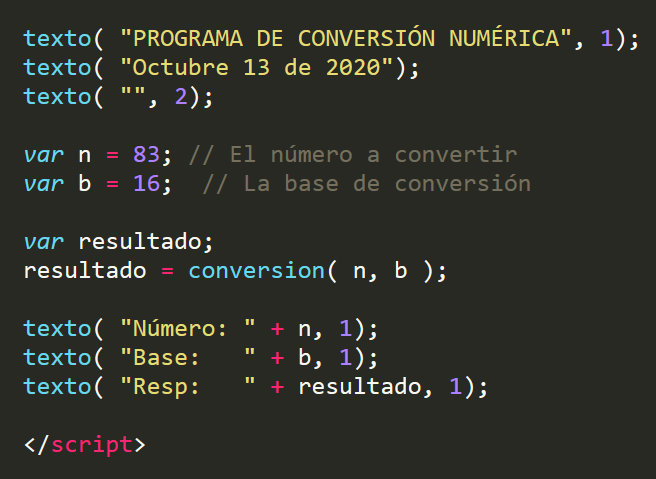 texto( "PROGRAMA DE CONVERSIÓN NUMÉRICA", 1);
texto( "Octubre 13 de 2020");
texto( "", 2);
var n = 83; // El número a convertir
var b = 16;  // La base de conversión
var resultado;
resultado = conversion( n, b );
texto( "Número: " + n, 1);
texto( "Base:   " + b, 1);
texto( "Resp:   " + resultado, 1);
</script>